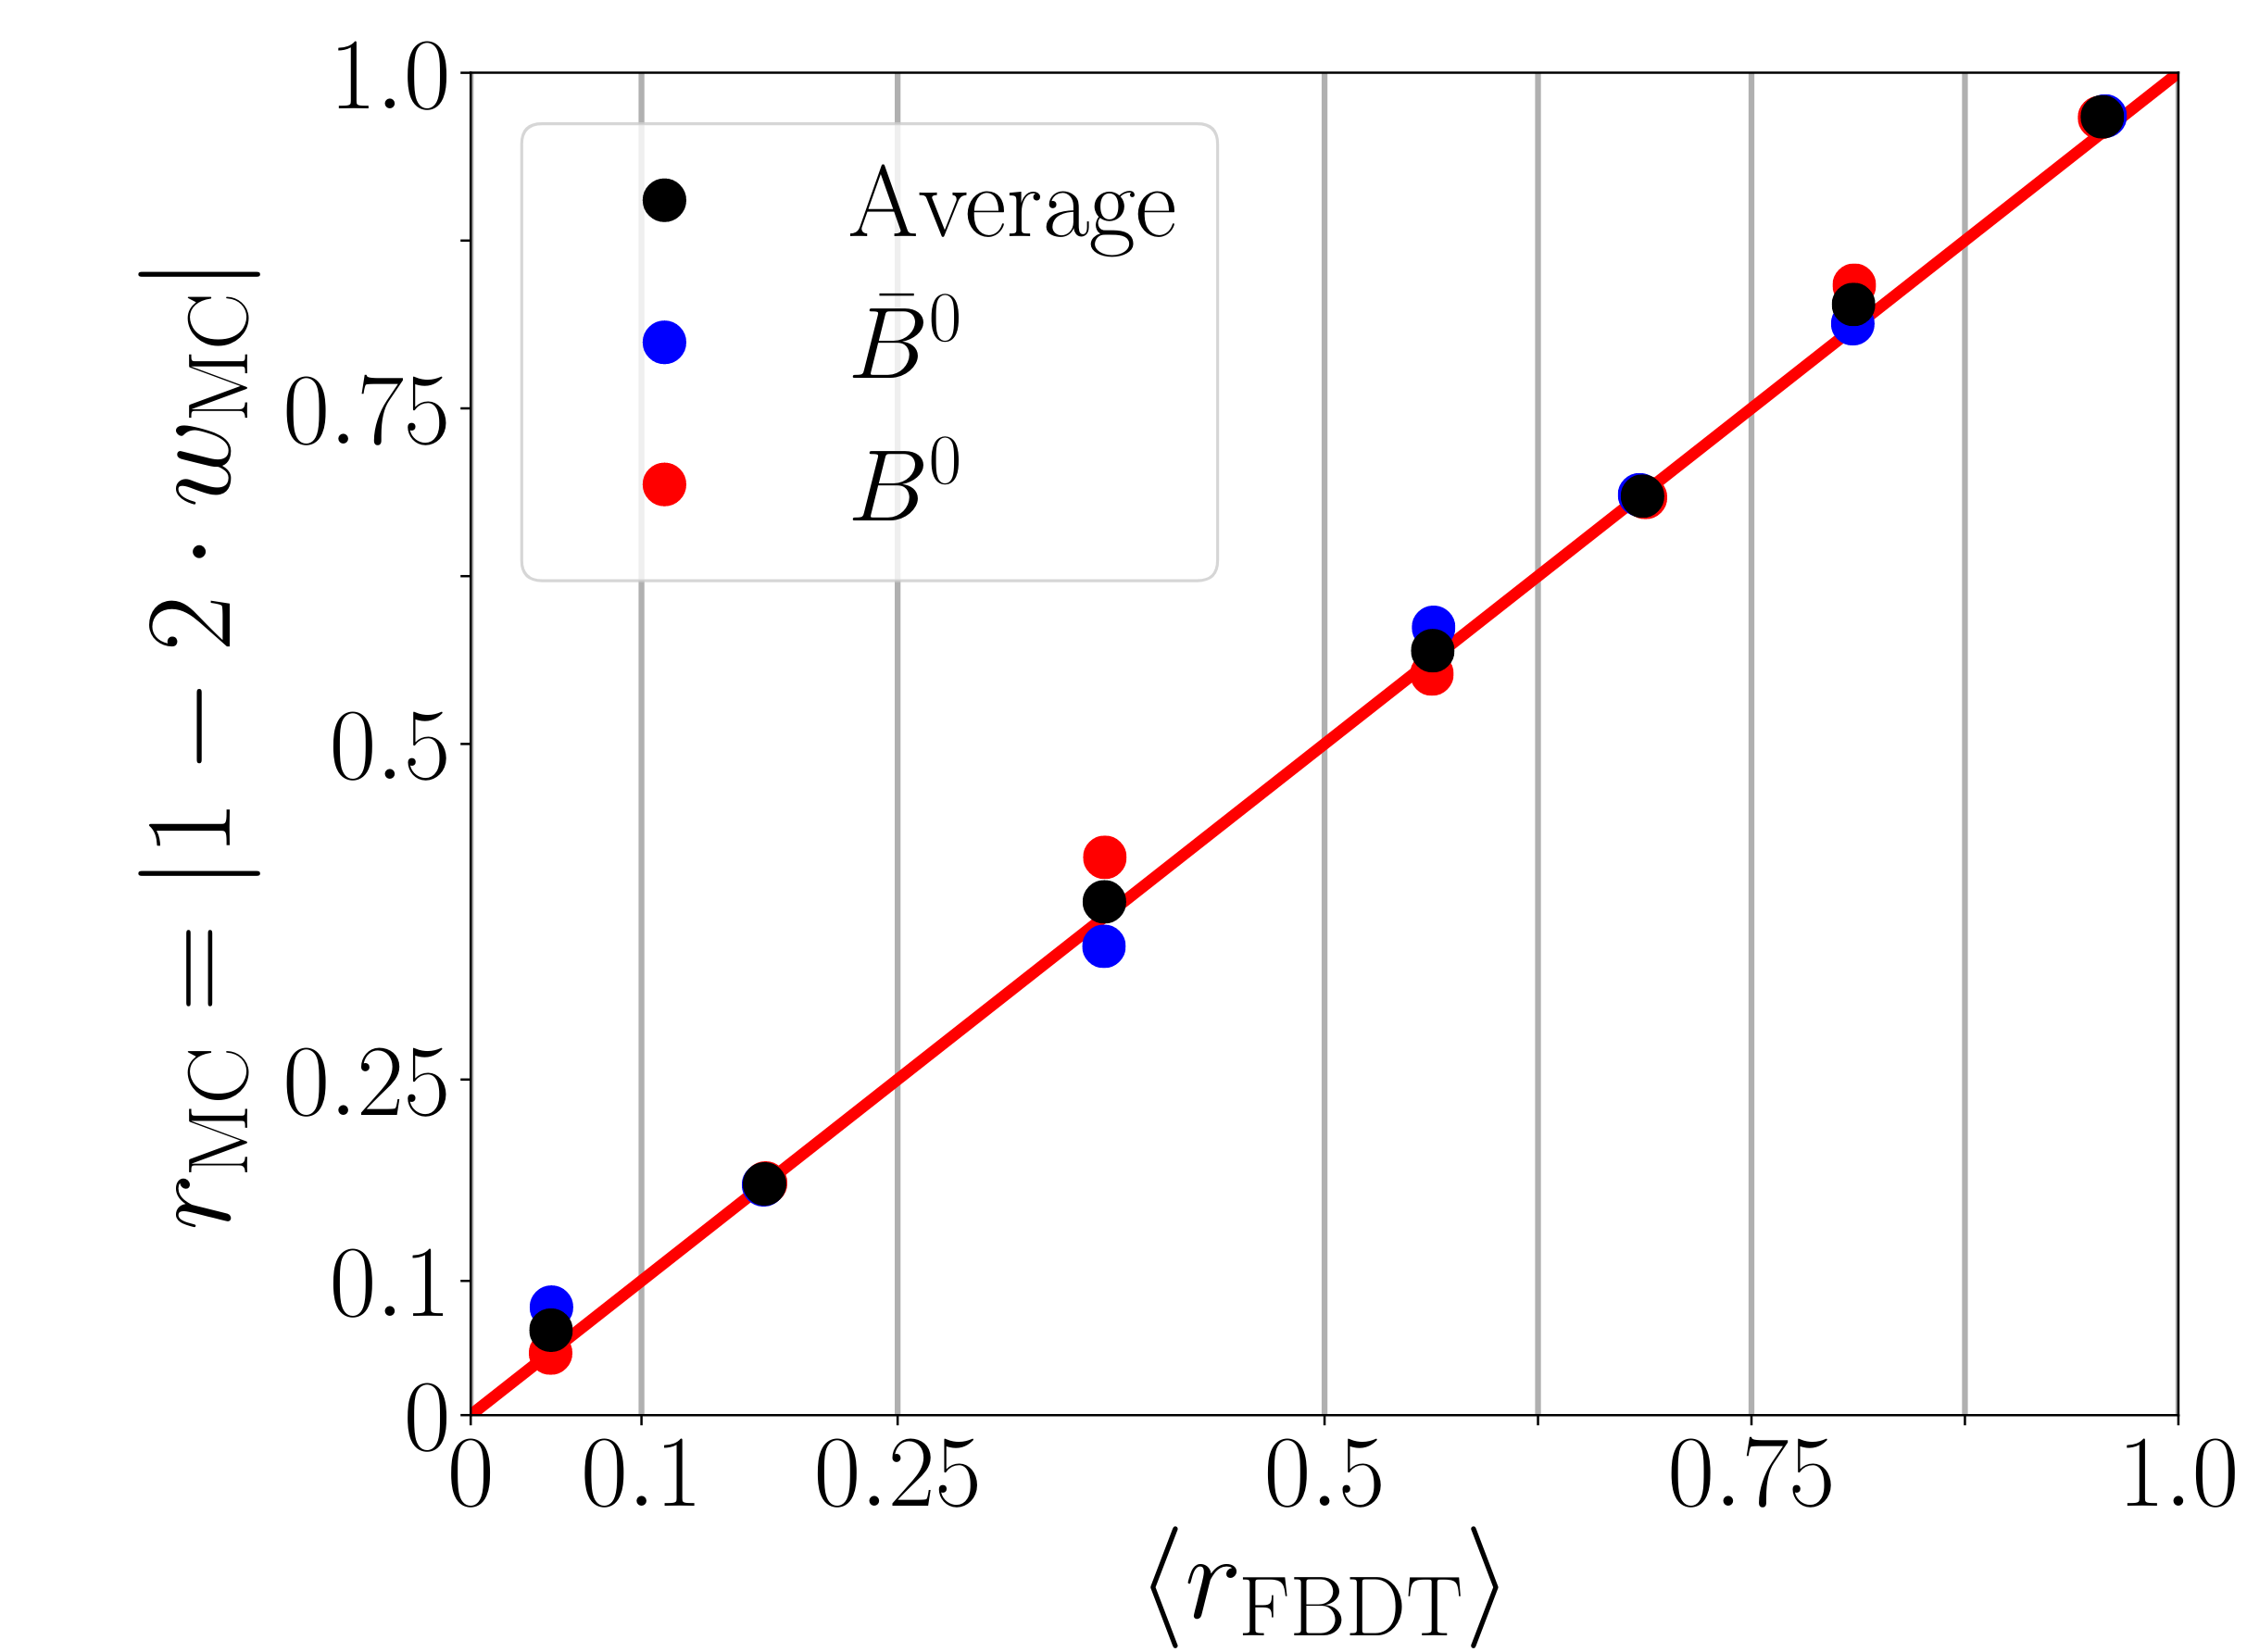 r_MC = |1 − 2 · w_MC|
1.0
0.75
0.5
0.25
0.1
0
Average
B̄⁰
B⁰
0 0.1 0.25 0.5 0.75 1.0
⟨r_FBDT⟩